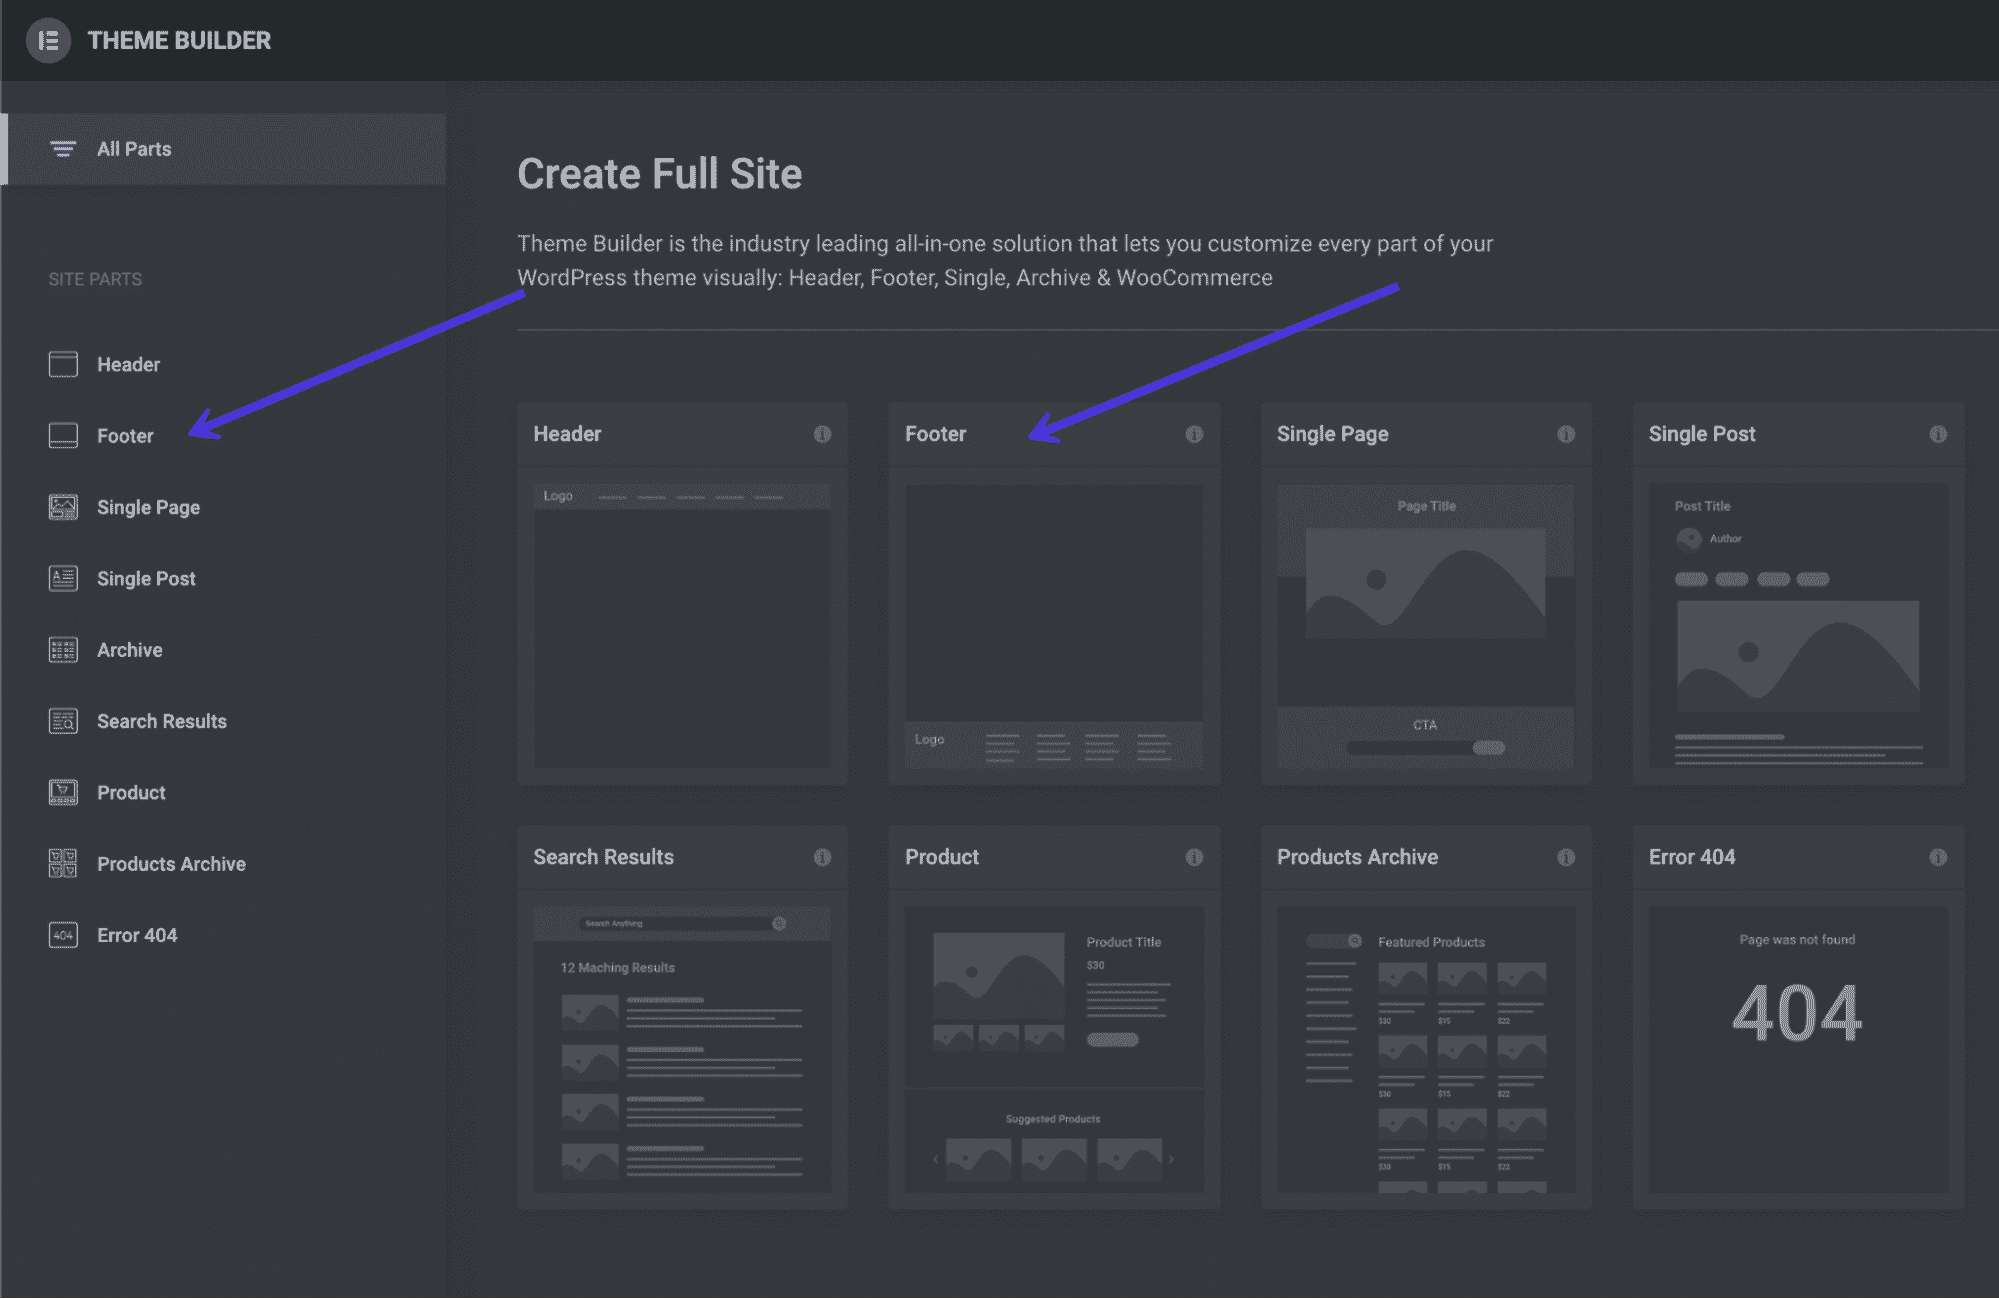 THEME BUILDER
All Parts
SITE PARTS
Header
Footer
Single Page
Single Post
Archive
Search Results
Product
Products Archive
404
Error 404
Create Full Site
Theme Builder is the industry leading all-in-one solution that lets you customize every part of your
WordPress theme visually: Header, Footer, Single, Archive & WooCommerce
Header
Logo
Footer
Logo
Single Page
Page Title
CTA
Single Post
Post Title
Author
Search Results
Search Anything
12 Maching Results
Product
Product Title
$30
Suggested Products
Products Archive
Featured Products
$30 $15 $22
$30 $15 $22
$30 $15 $22
Error 404
Page was not found
404